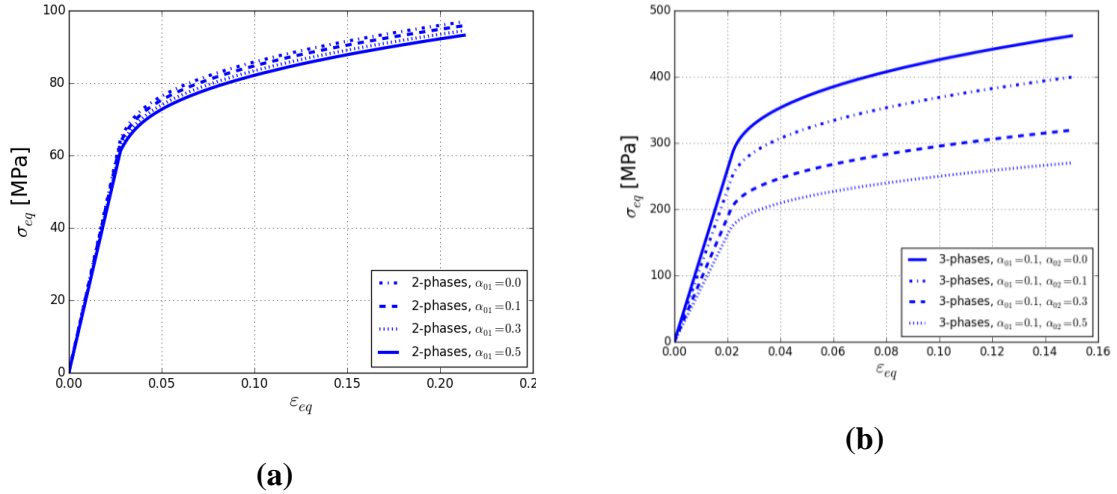 100
80
60
40
20
0
σeq [MPa]
0.00 0.05 0.10 0.15 0.20 0.2
εeq
2-phases, α01=0.0
2-phases, α01=0.1
2-phases, α01=0.3
2-phases, α01=0.5
(a)
500
400
300
200
100
0
σeq [MPa]
0.00 0.02 0.04 0.06 0.08 0.10 0.12 0.14 0.16
εeq
3-phases, α01=0.1, α02=0.0
3-phases, α01=0.1, α02=0.1
3-phases, α01=0.1, α02=0.3
3-phases, α01=0.1, α02=0.5
(b)